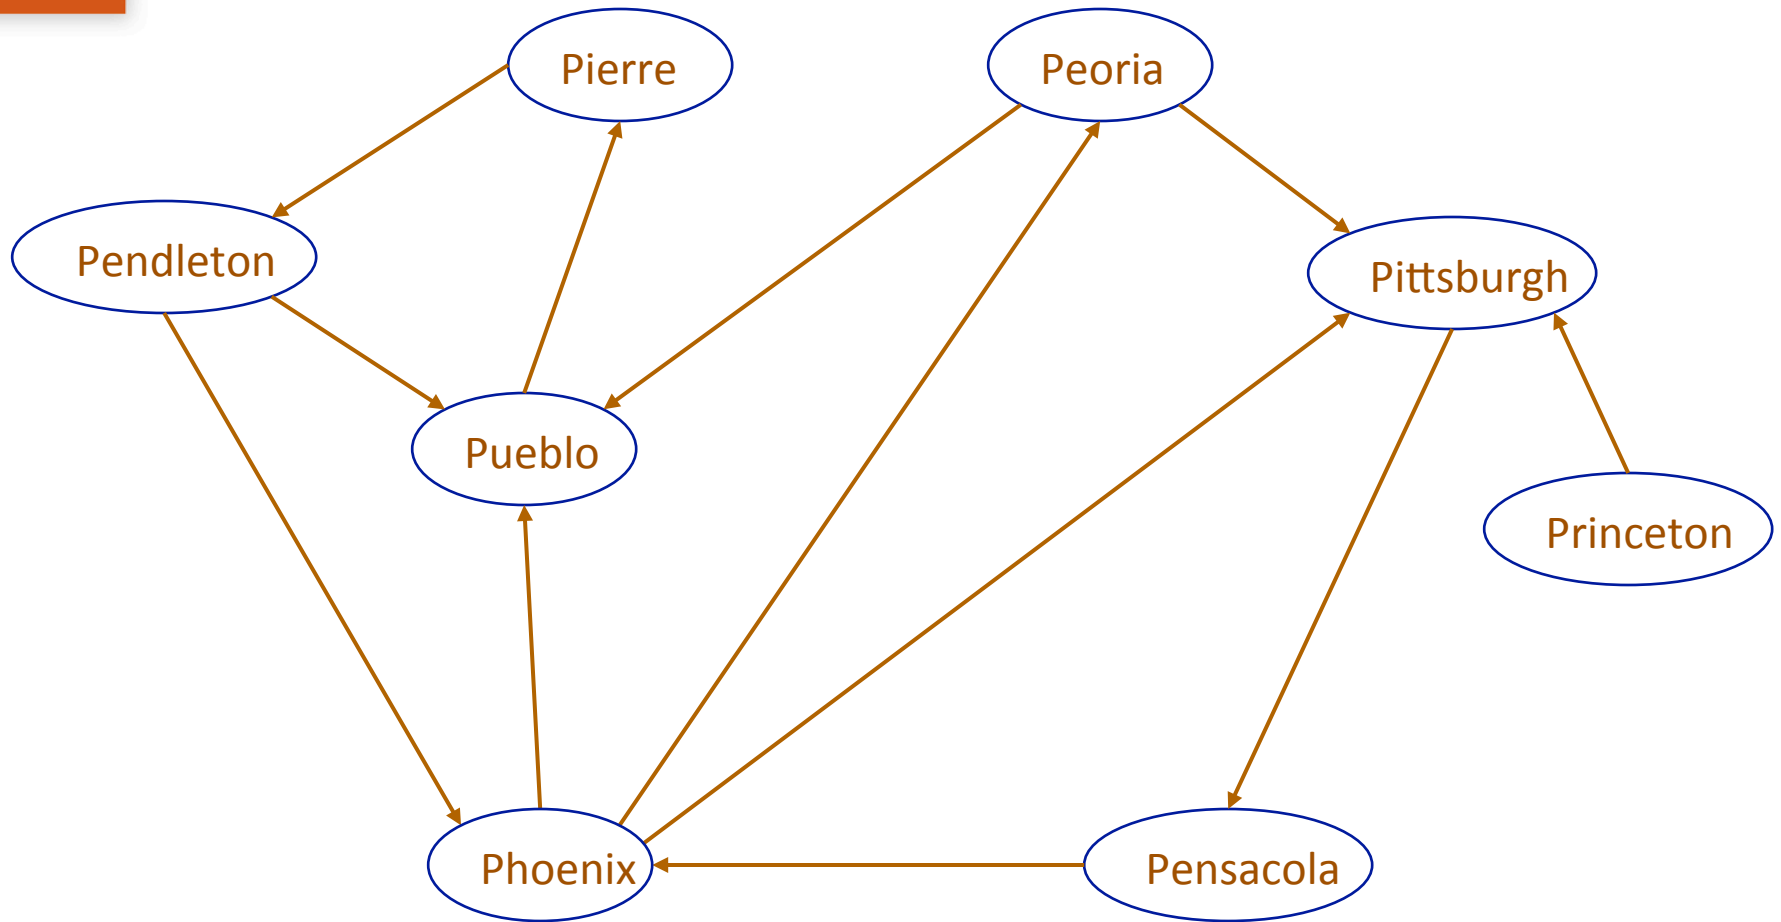 Pierre
Peoria
Pendleton
Pittsburgh
Pueblo
Princeton
Phoenix
Pensacola